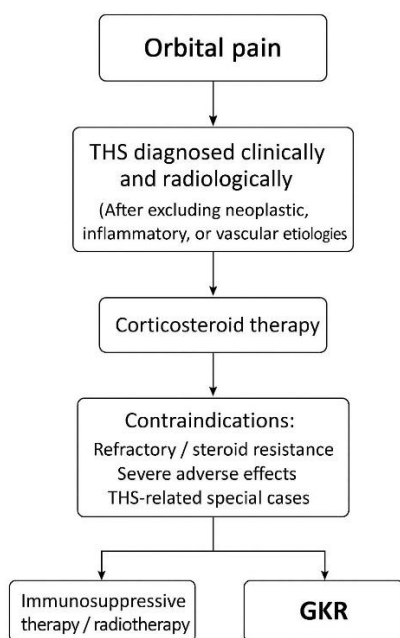 Orbital pain
THS diagnosed clinically
and radiologically
(After excluding neoplastic,
inflammatory, or vascular etiologies
Corticosteroid therapy
Contraindications:
Refractory / steroid resistance
Severe adverse effects
THS-related special cases
Immunosuppressive
therapy / radiotherapy
GKR